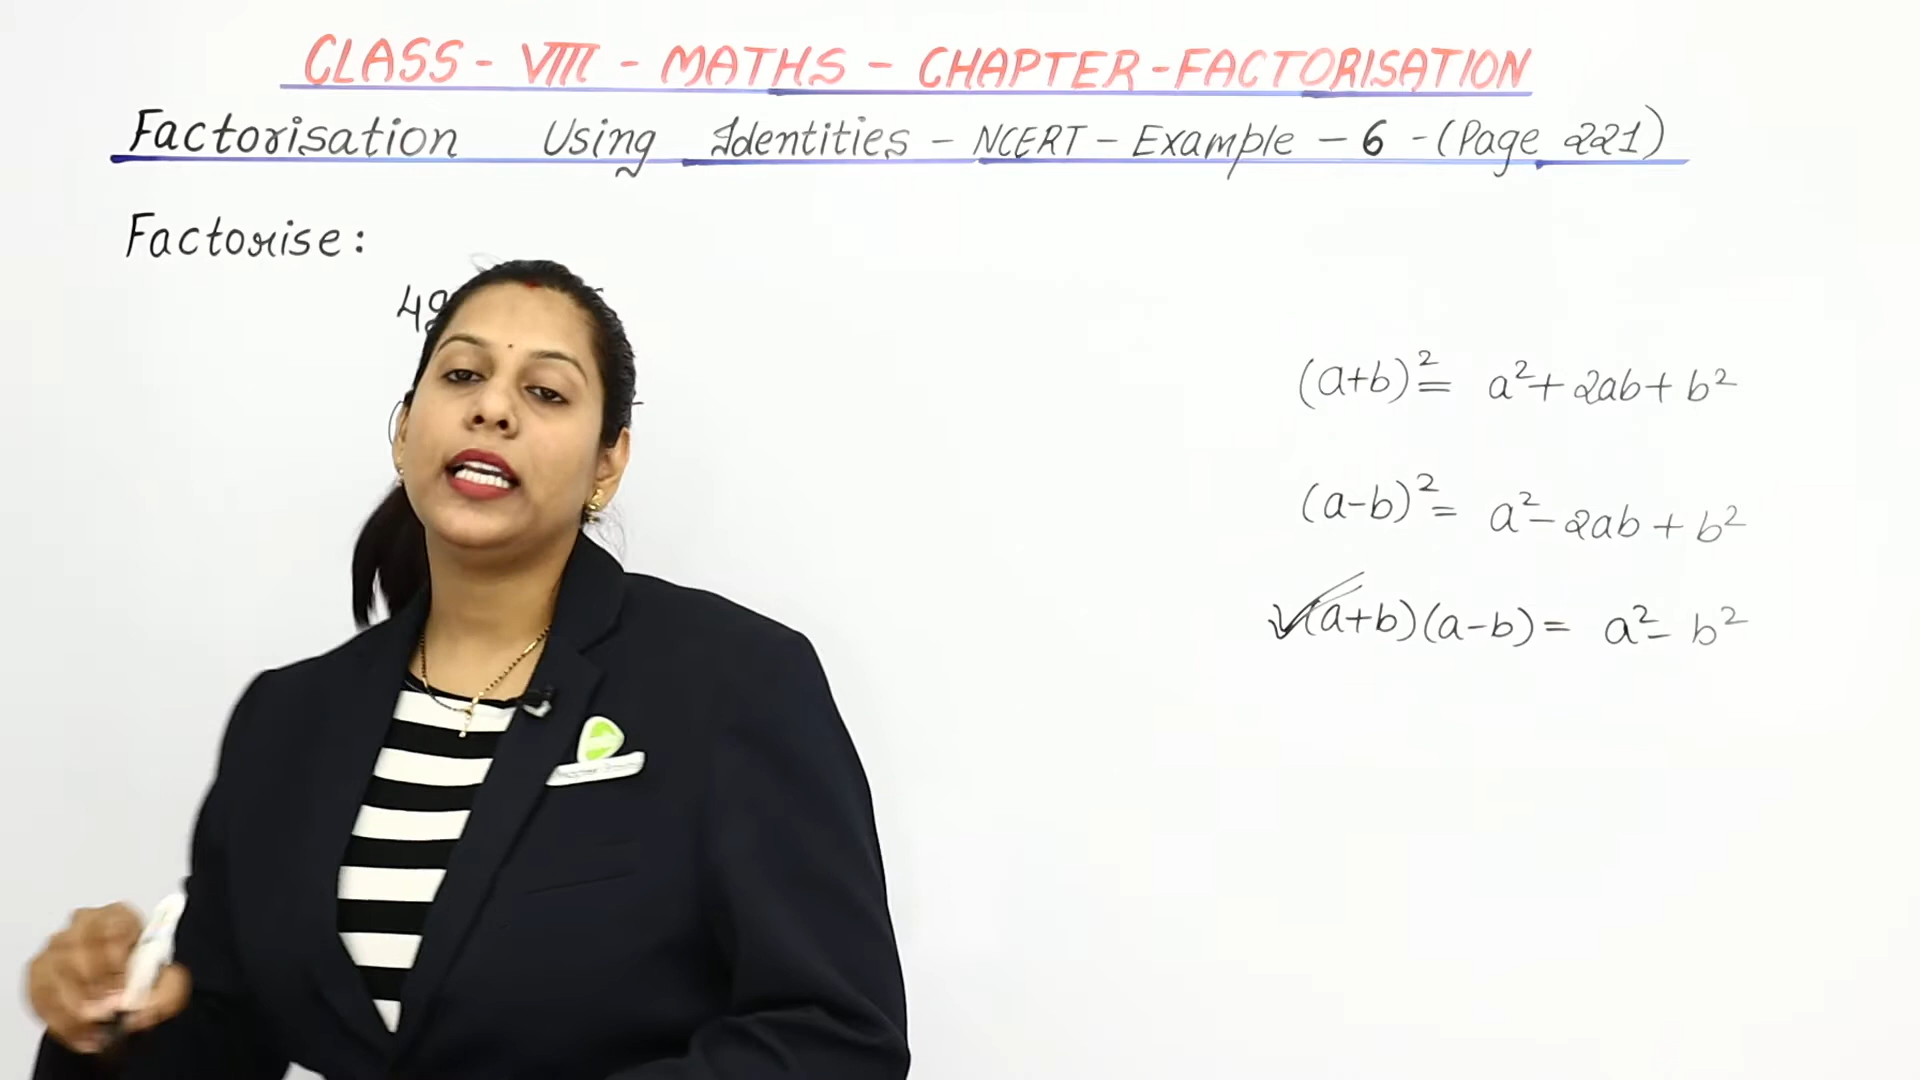 CLASS - VIII - MATHS - CHAPTER - FACTORISATION
Factorisation Using Identities - NCERT - Example - 6 - (Page 221)
Factorise:
49
(a+b)² = a² + 2ab + b²
(a-b)² = a² - 2ab + b²
✓(a+b)(a-b) = a² - b²